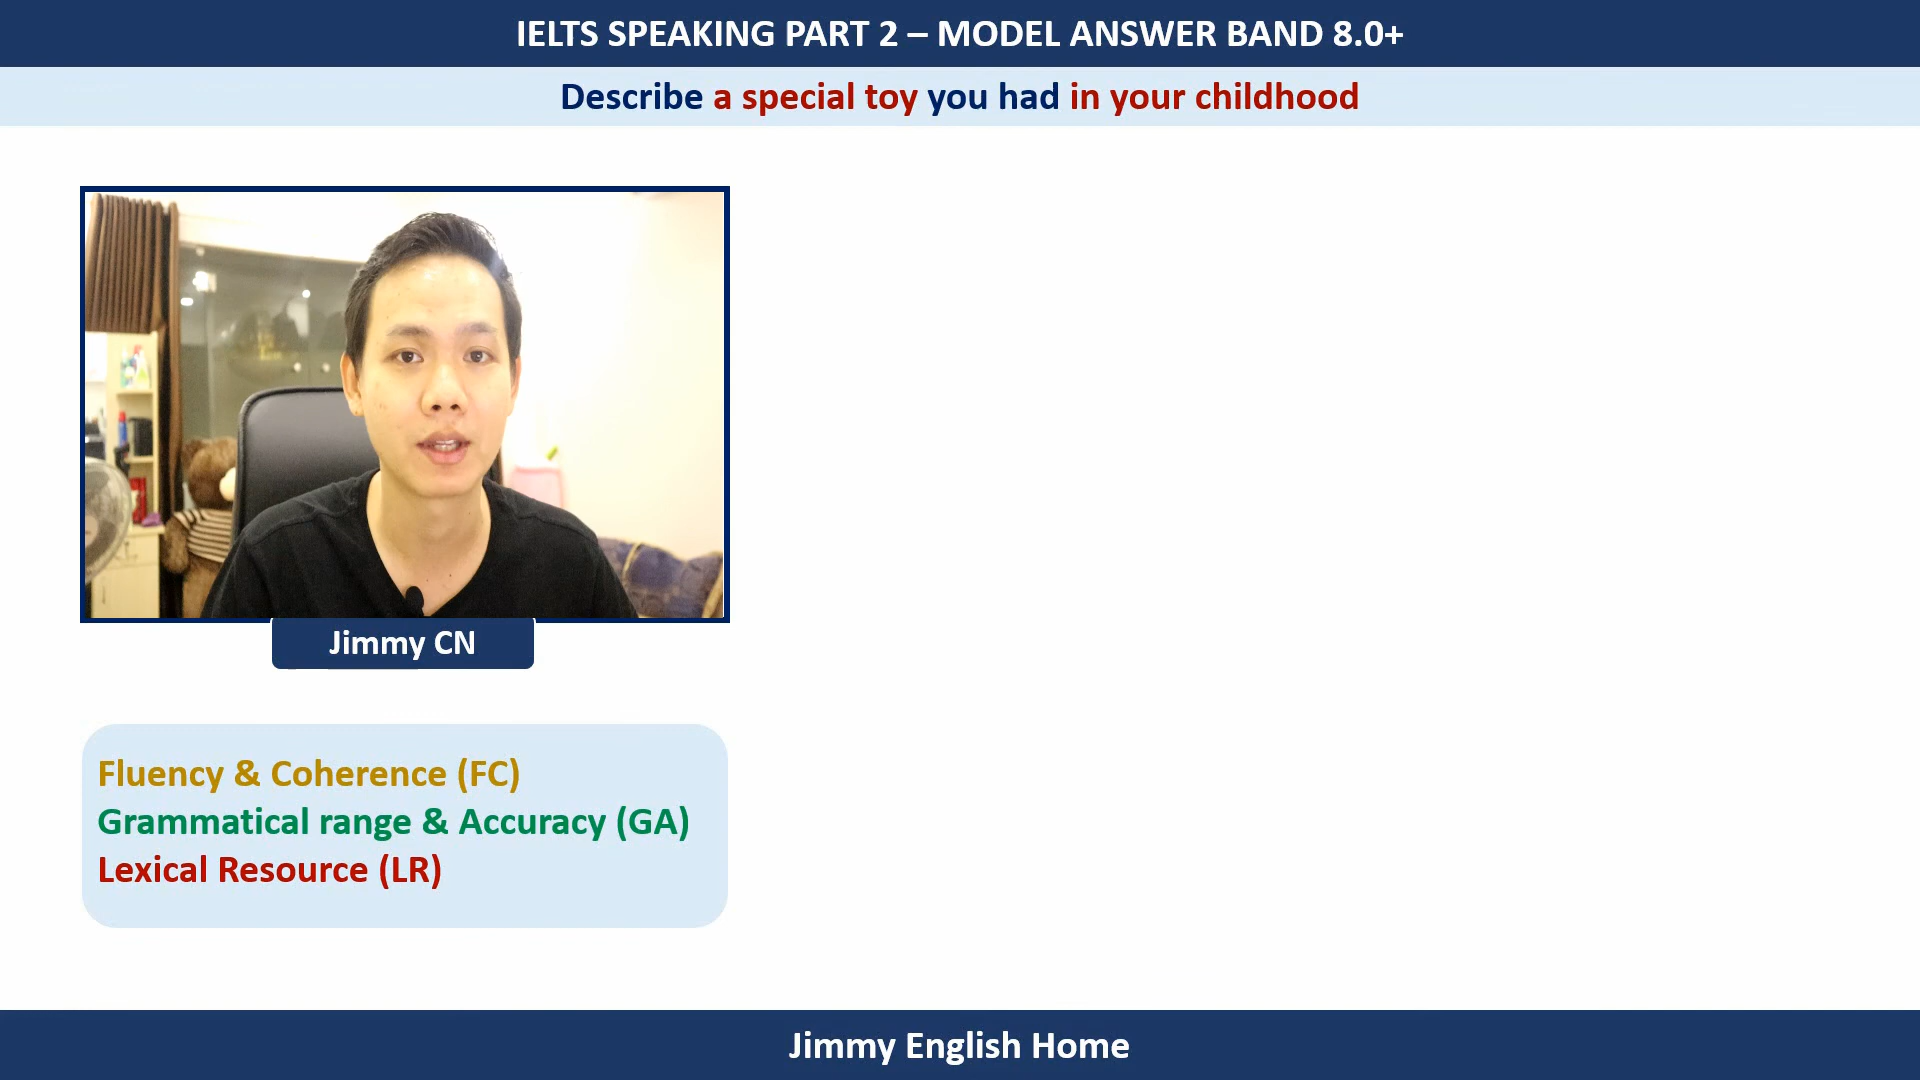 IELTS SPEAKING PART 2 – MODEL ANSWER BAND 8.0+
Describe a special toy you had in your childhood
Jimmy CN
Fluency & Coherence (FC)
Grammatical range & Accuracy (GA)
Lexical Resource (LR)
Jimmy English Home